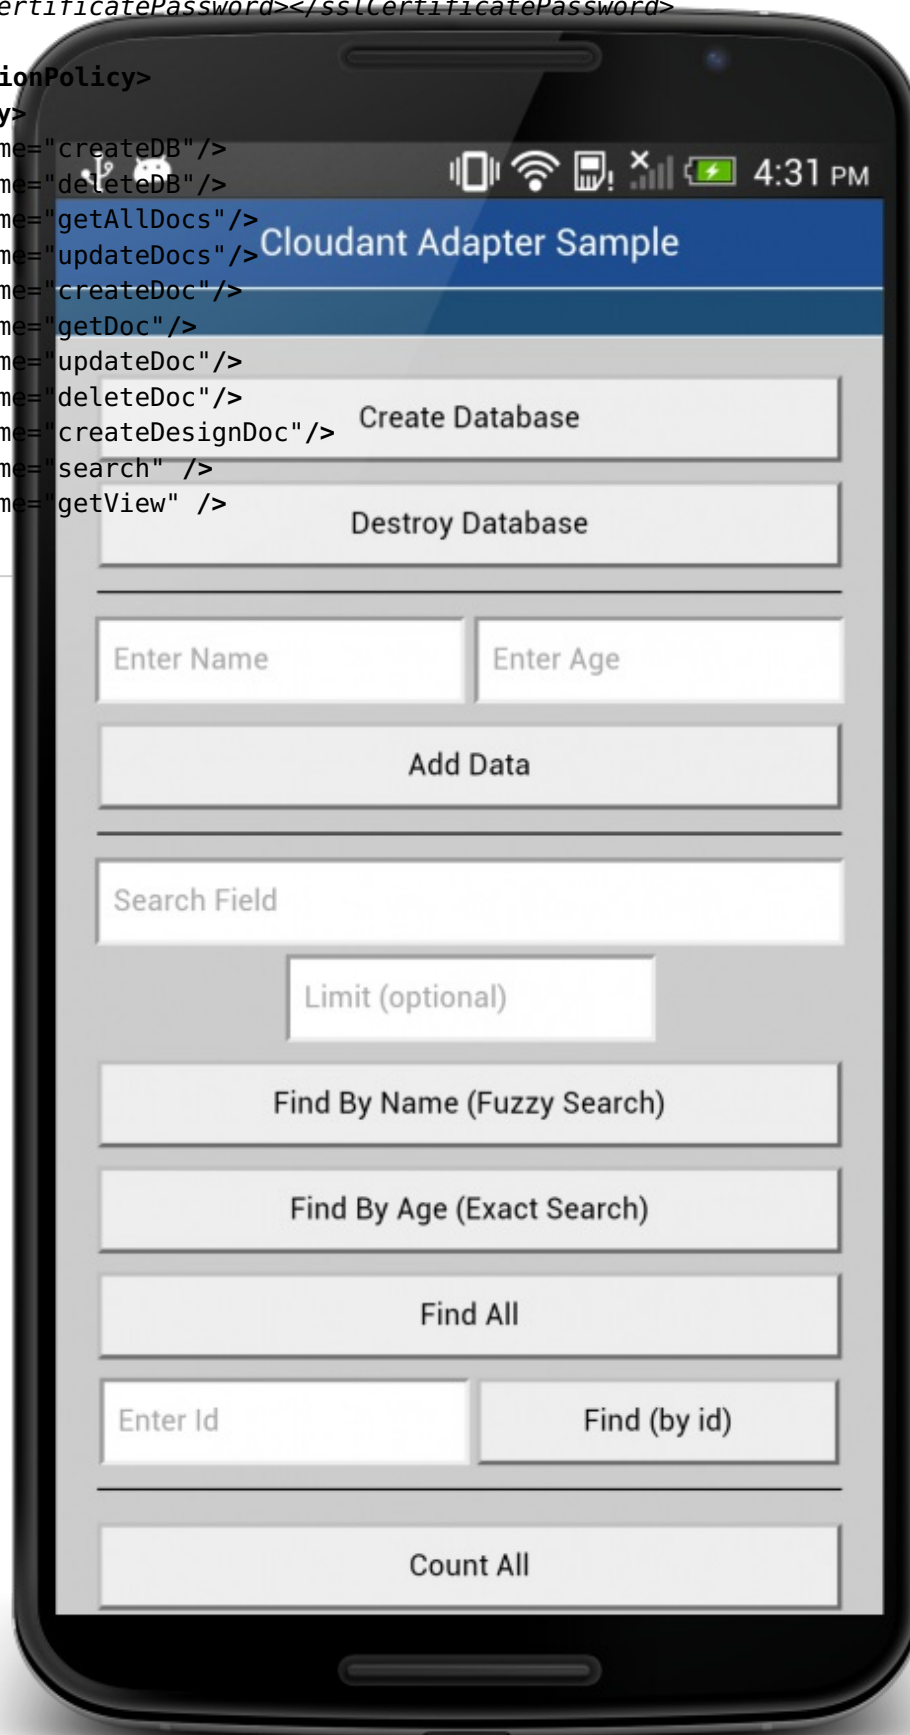 ertificatePassword></sslCertificatePassword>
ionPolicy>
y>
me="createDB"/>
me="deleteDB"/>
4:31 PM
me="getAllDocs"/>
me="updateDocs"/>
Cloudant Adapter Sample
me="createDoc"/>
me="getDoc"/>
me="updateDoc"/>
me="deleteDoc"/>
Create Database
me="createDesignDoc"/>
me="search" />
me="getView" />
Destroy Database
Enter Name Enter Age
Add Data
Search Field
Limit (optional)
Find By Name (Fuzzy Search)
Find By Age (Exact Search)
Find All
Enter Id Find (by id)
Count All